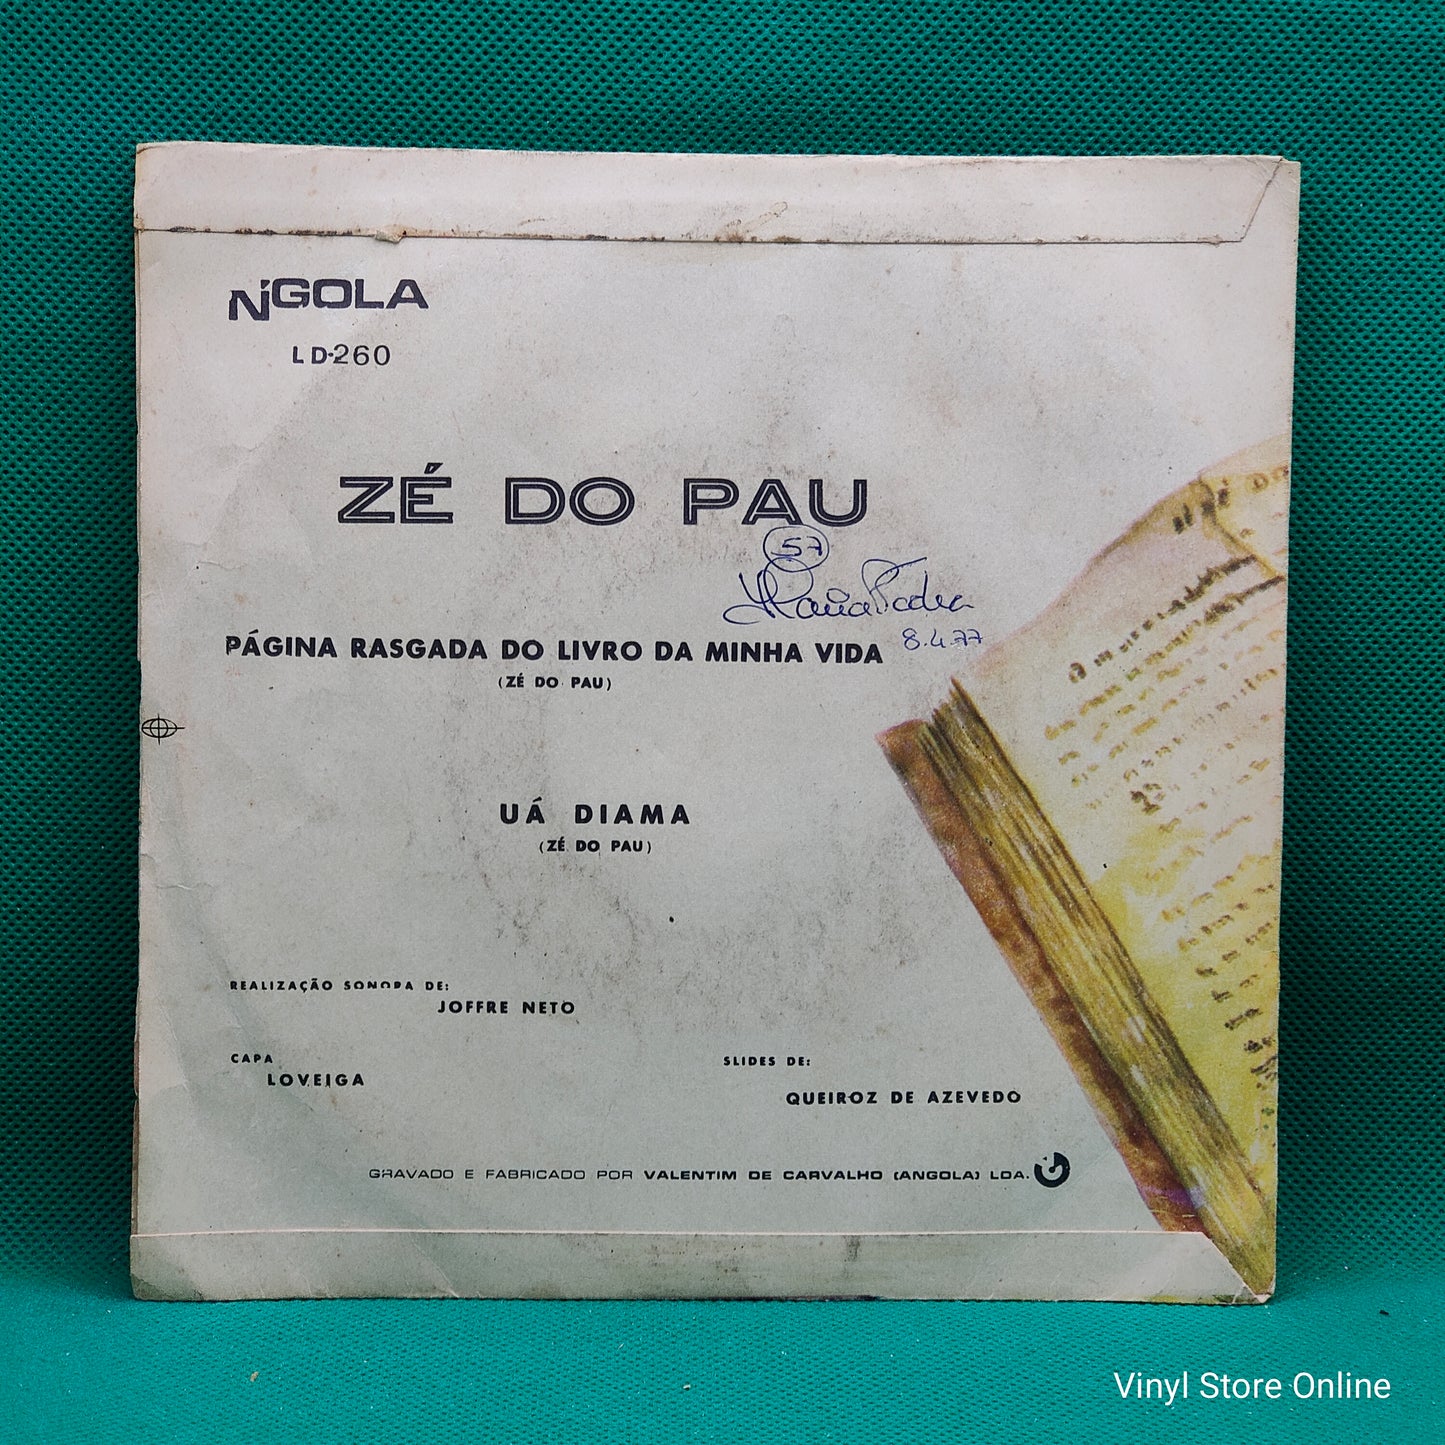 N'GOLA
LD-260
ZÉ DO PAU
57
Maria
8.4.77
PÁGINA RASGADA DO LIVRO DA MINHA VIDA
(ZÉ DO PAU)
UÁ DIAMA
(ZÉ DO PAU)
REALIZAÇÃO SONORA DE:
JOFFRE NETO
CAPA
LOVEIGA
SLIDES DE:
QUEIROZ DE AZEVEDO
GRAVADO E FABRICADO POR VALENTIM DE CARVALHO (ANGOLA) LDA.
Vinyl Store Online